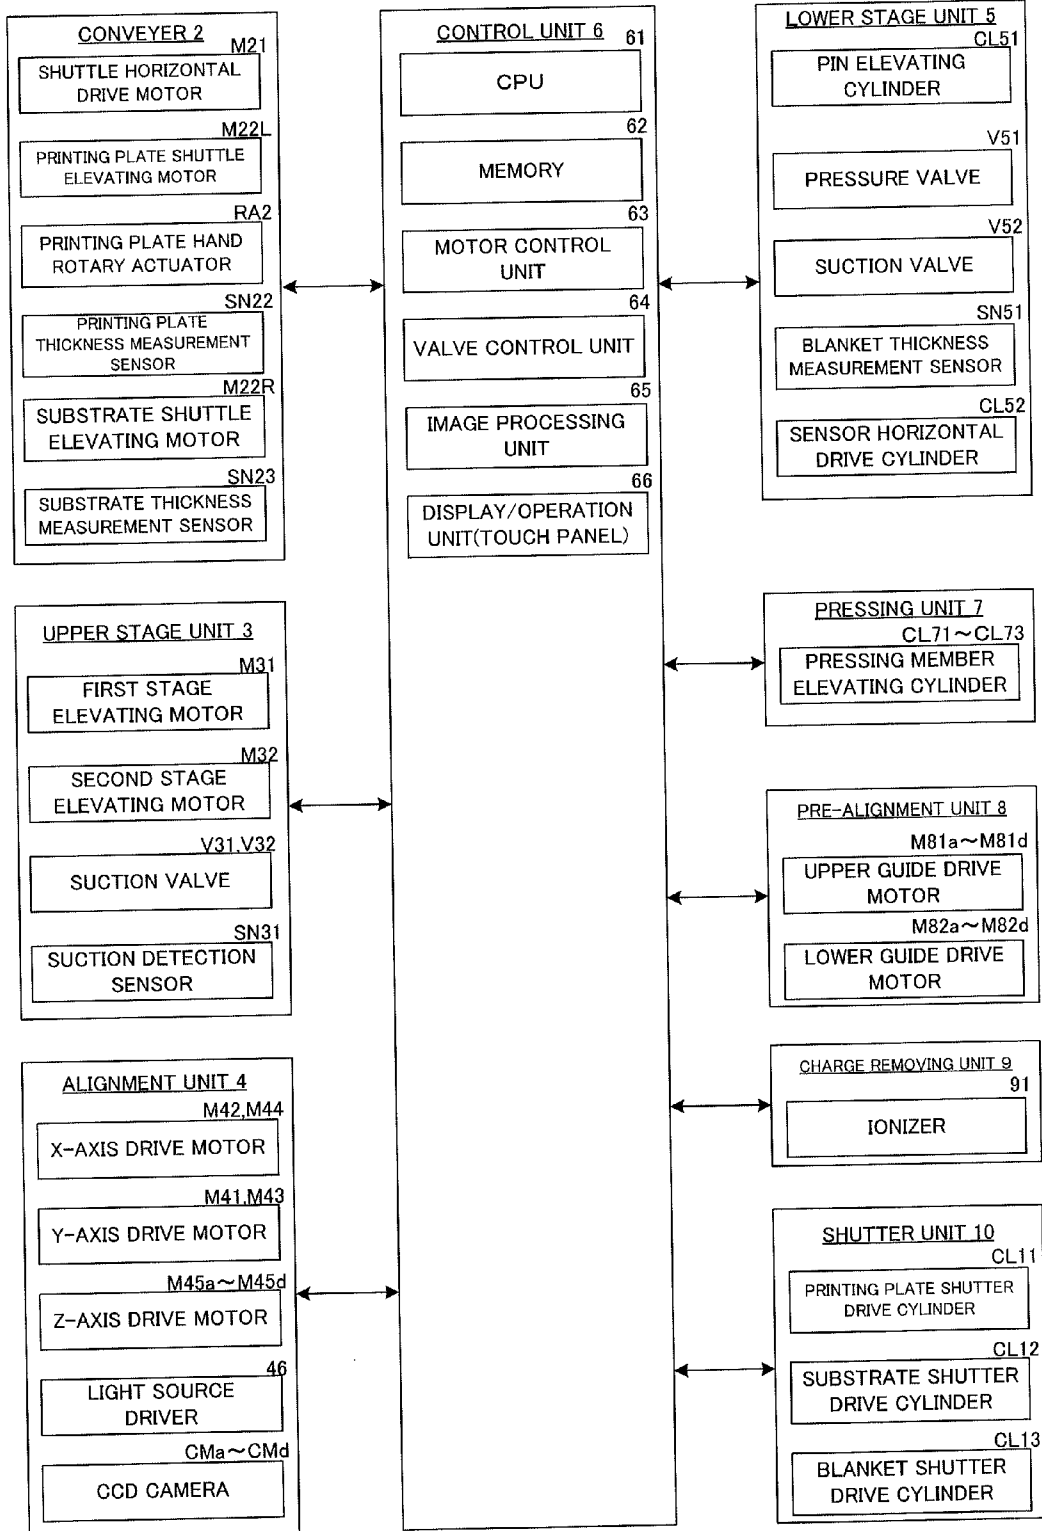 CONVEYER 2
M21
SHUTTLE HORIZONTAL
DRIVE MOTOR
M22L
PRINTING PLATE SHUTTLE
ELEVATING MOTOR
RA2
PRINTING PLATE HAND
ROTARY ACTUATOR
SN22
PRINTING PLATE
THICKNESS MEASUREMENT
SENSOR
M22R
SUBSTRATE SHUTTLE
ELEVATING MOTOR
SN23
SUBSTRATE THICKNESS
MEASUREMENT SENSOR
UPPER STAGE UNIT 3
M31
FIRST STAGE
ELEVATING MOTOR
M32
SECOND STAGE
ELEVATING MOTOR
V31,V32
SUCTION VALVE
SN31
SUCTION DETECTION
SENSOR
ALIGNMENT UNIT 4
M42,M44
X-AXIS DRIVE MOTOR
M41,M43
Y-AXIS DRIVE MOTOR
M45a~M45d
Z-AXIS DRIVE MOTOR
46
LIGHT SOURCE
DRIVER
CMa~CMd
CCD CAMERA
CONTROL UNIT 6
61
CPU
62
MEMORY
63
MOTOR CONTROL
UNIT
64
VALVE CONTROL UNIT
65
IMAGE PROCESSING
UNIT
66
DISPLAY/OPERATION
UNIT(TOUCH PANEL)
LOWER STAGE UNIT 5
CL51
PIN ELEVATING
CYLINDER
V51
PRESSURE VALVE
V52
SUCTION VALVE
SN51
BLANKET THICKNESS
MEASUREMENT SENSOR
CL52
SENSOR HORIZONTAL
DRIVE CYLINDER
PRESSING UNIT 7
CL71~CL73
PRESSING MEMBER
ELEVATING CYLINDER
PRE-ALIGNMENT UNIT 8
M81a~M81d
UPPER GUIDE DRIVE
MOTOR
M82a~M82d
LOWER GUIDE DRIVE
MOTOR
CHARGE REMOVING UNIT 9
91
IONIZER
SHUTTER UNIT 10
CL11
PRINTING PLATE SHUTTER
DRIVE CYLINDER
CL12
SUBSTRATE SHUTTER
DRIVE CYLINDER
CL13
BLANKET SHUTTER
DRIVE CYLINDER